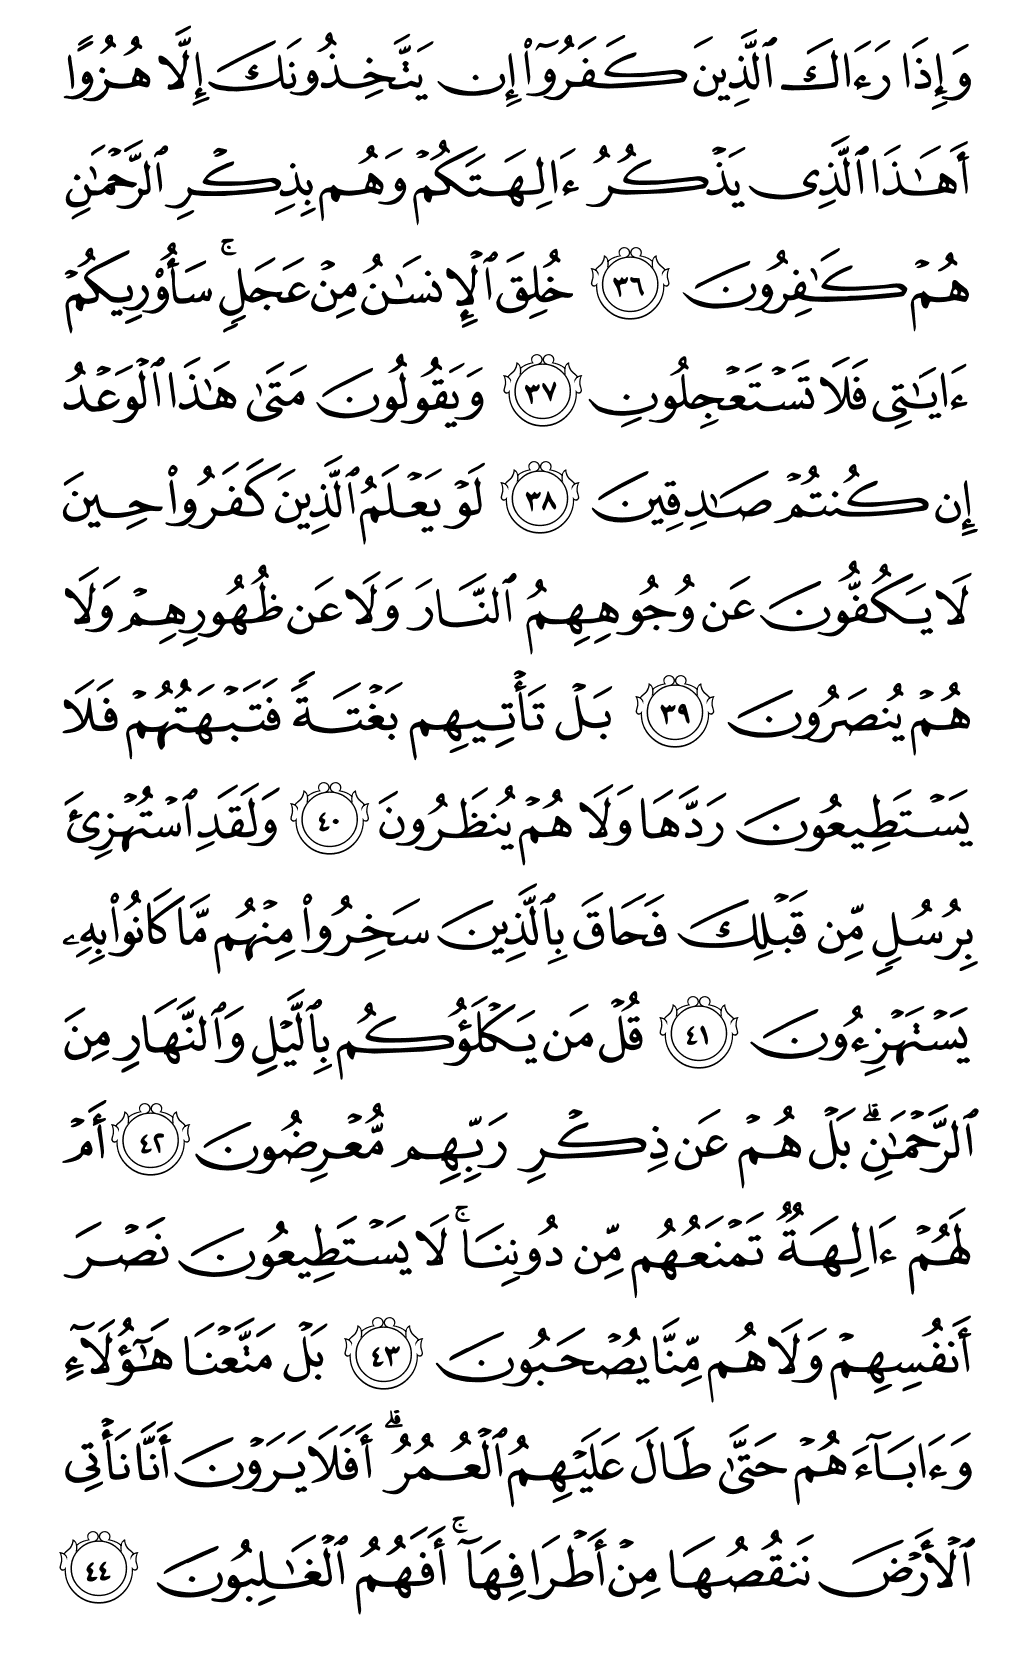 وَإِذَا رَءَاكَ ٱلَّذِينَ كَفَرُوٓاْ إِن يَتَّخِذُونَكَ إِلَّا هُزُوًا
أَهَٰذَا ٱلَّذِى يَذْكُرُ ءَالِهَتَكُمْ وَهُم بِذِكْرِ ٱلرَّحْمَٰنِ
هُمْ كَٰفِرُونَ ٣٦ خُلِقَ ٱلْإِنسَٰنُ مِنْ عَجَلٍۚ سَأُوْرِيكُمْ
ءَايَٰتِى فَلَا تَسْتَعْجِلُونِ ٣٧ وَيَقُولُونَ مَتَىٰ هَٰذَا ٱلْوَعْدُ
إِن كُنتُمْ صَٰدِقِينَ ٣٨ لَوْ يَعْلَمُ ٱلَّذِينَ كَفَرُواْ حِينَ
لَا يَكُفُّونَ عَن وُجُوهِهِمُ ٱلنَّارَ وَلَا عَن ظُهُورِهِمْ وَلَا
هُمْ يُنصَرُونَ ٣٩ بَلْ تَأْتِيهِم بَغْتَةً فَتَبْهَتُهُمْ فَلَا
يَسْتَطِيعُونَ رَدَّهَا وَلَا هُمْ يُنظَرُونَ ٤٠ وَلَقَدِ ٱسْتُهْزِئَ
بِرُسُلٍ مِّن قَبْلِكَ فَحَاقَ بِٱلَّذِينَ سَخِرُواْ مِنْهُم مَّا كَانُواْ بِهِۦ
يَسْتَهْزِءُونَ ٤١ قُلْ مَن يَكْلَؤُكُم بِٱلَّيْلِ وَٱلنَّهَارِ مِنَ
ٱلرَّحْمَٰنِۗ بَلْ هُمْ عَن ذِكْرِ رَبِّهِم مُّعْرِضُونَ ٤٢ أَمْ
لَهُمْ ءَالِهَةٌ تَمْنَعُهُم مِّن دُونِنَاۚ لَا يَسْتَطِيعُونَ نَصْرَ
أَنفُسِهِمْ وَلَا هُم مِّنَّا يُصْحَبُونَ ٤٣ بَلْ مَتَّعْنَا هَٰٓؤُلَآءِ
وَءَابَآءَهُمْ حَتَّىٰ طَالَ عَلَيْهِمُ ٱلْعُمُرُۗ أَفَلَا يَرَوْنَ أَنَّا نَأْتِى
ٱلْأَرْضَ نَنقُصُهَا مِنْ أَطْرَافِهَآۚ أَفَهُمُ ٱلْغَٰلِبُونَ ٤٤